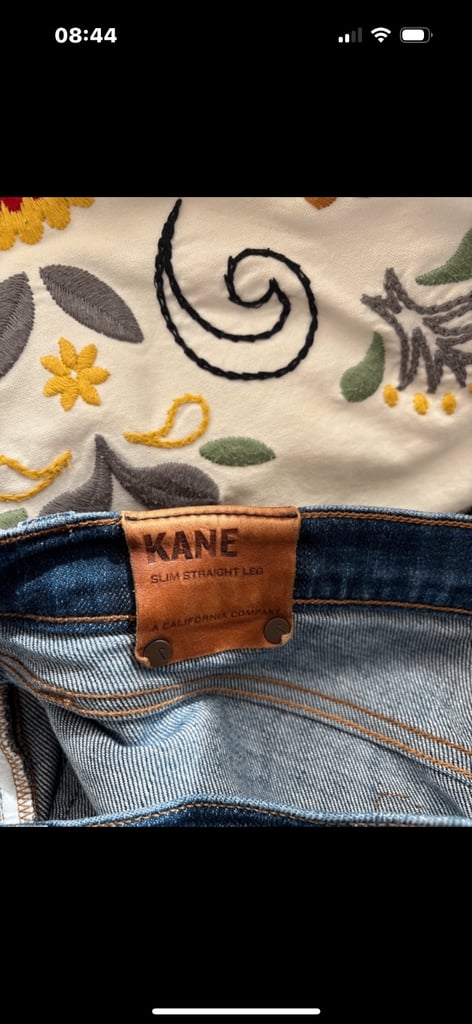 08:44
KANE
SLIM STRAIGHT LEG
A CALIFORNIA COMPANY